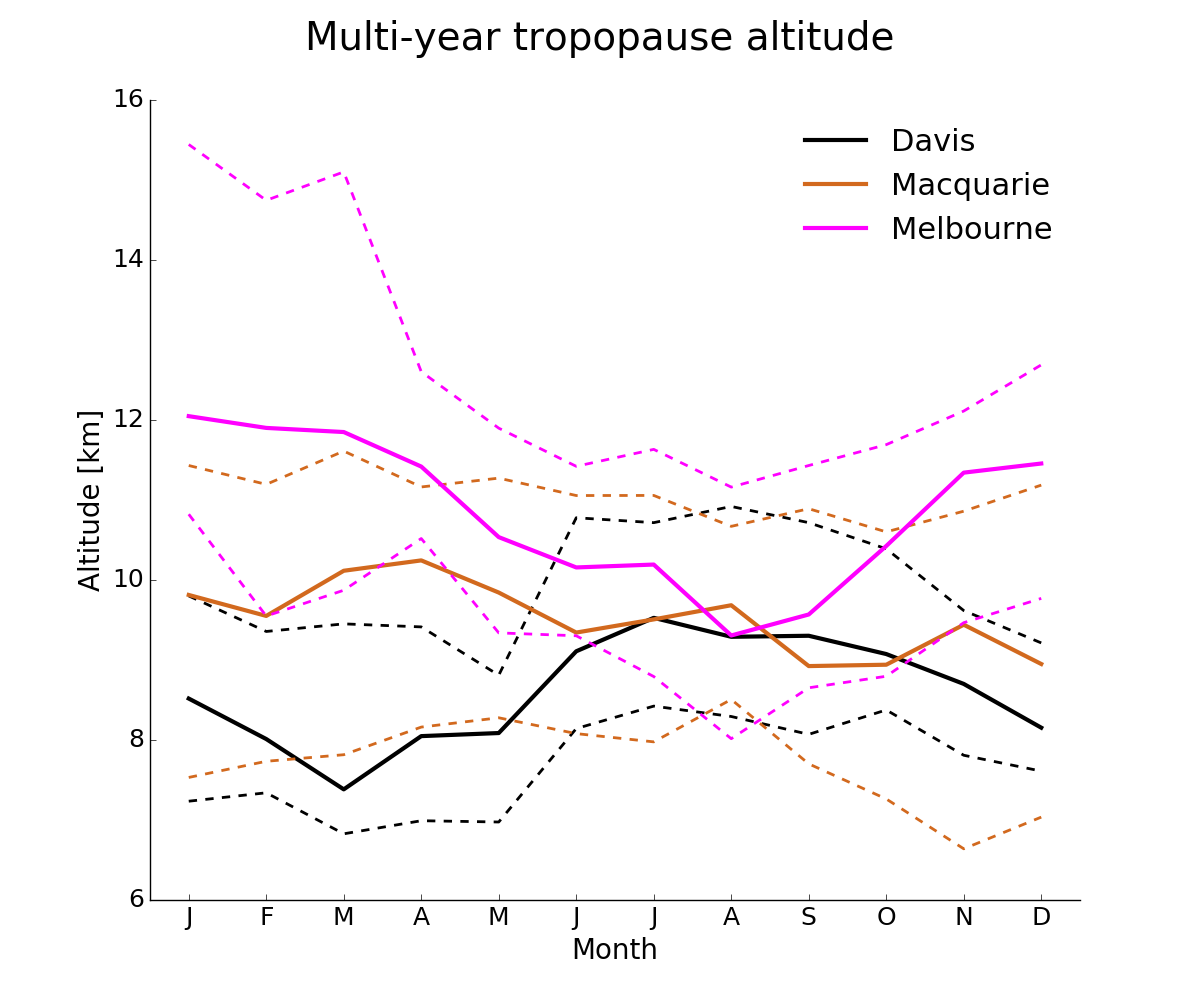 Multi-year tropopause altitude
16
14
12
10
8
6
Altitude [km]
Davis
Macquarie
Melbourne
J F M A M J J A S O N D
Month